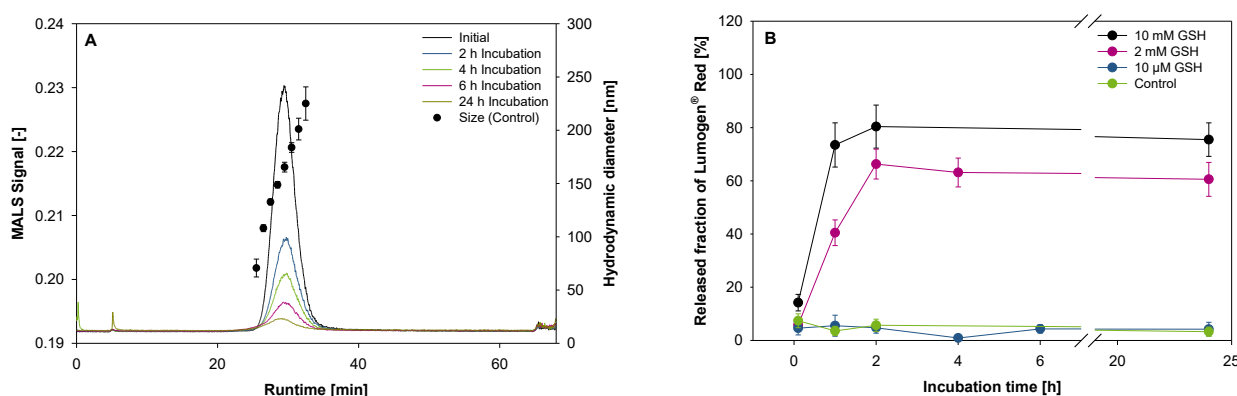 A
MALS Signal [-]
0.24
0.23
0.22
0.21
0.20
0.19
0
20
40
60
Runtime [min]
300
250
200
150
100
50
0
Hydrodynamic diameter [nm]
Initial
2 h Incubation
4 h Incubation
6 h Incubation
24 h Incubation
Size (Control)
B
Released fraction of Lumogen® Red [%]
120
100
80
60
40
20
0
0
2
4
6
20
25
Incubation time [h]
10 mM GSH
2 mM GSH
10 µM GSH
Control